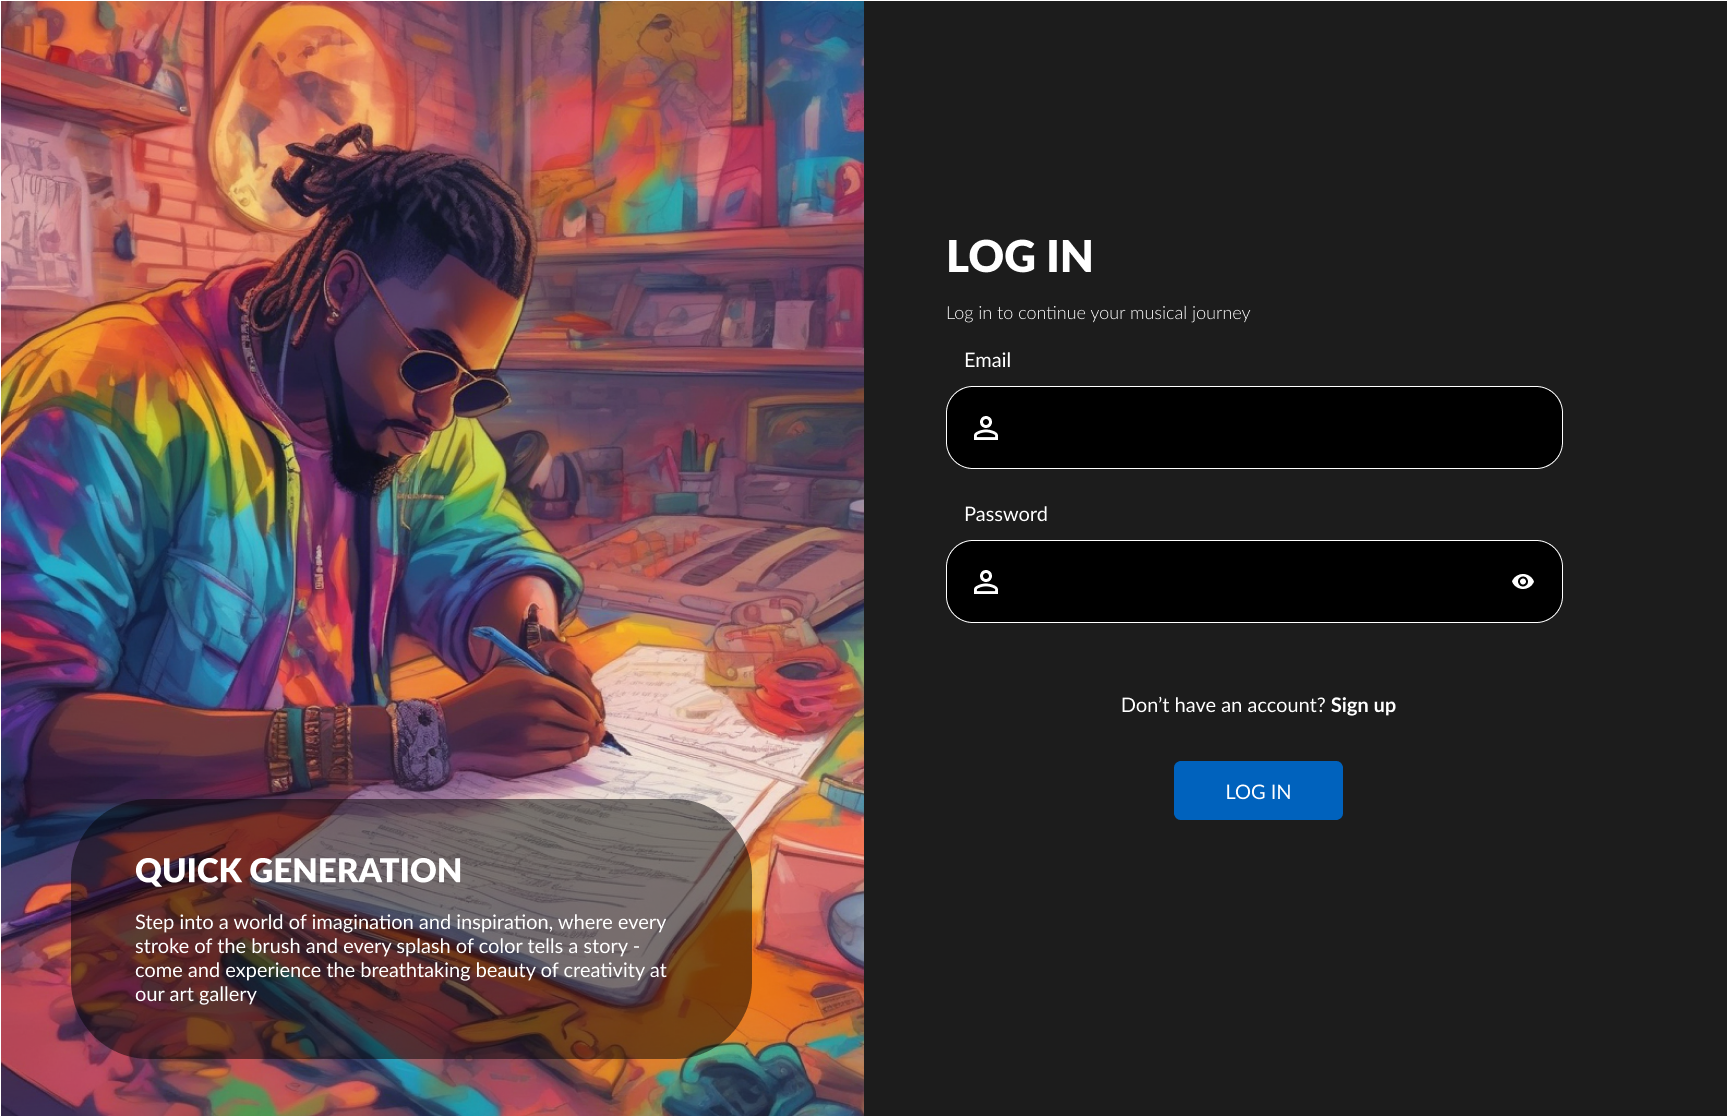 LOG IN
Log in to continue your musical journey
Email
Password
Don't have an account? Sign up
LOG IN
QUICK GENERATION
Step into a world of imagination and inspiration, where every
stroke of the brush and every splash of color tells a story -
come and experience the breathtaking beauty of creativity at
our art gallery